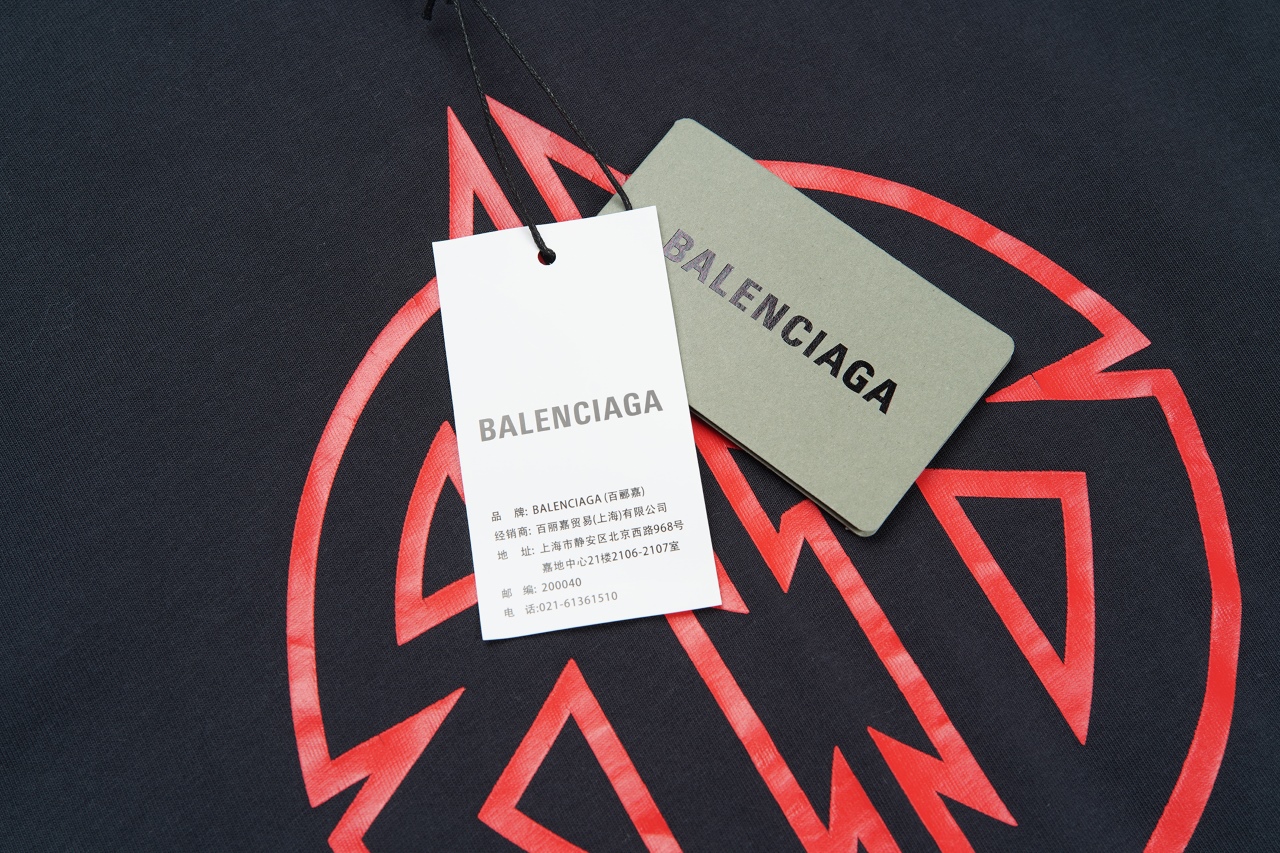 BALENCIAGA
BALENCIAGA
品 牌: BALENCIAGA (百郦嘉)
经销商: 百丽嘉贸易(上海)有限公司
地 址: 上海市静安区北京西路968号
嘉地中心21楼2106-2107室
邮 编: 200040
电 话:021-61361510